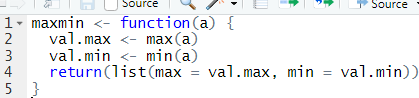 Source
Source
1 maxmin <- function(a) {
2 val.max <- max(a)
3 val.min <- min(a)
4 return(list(max = val.max, min = val.min))
5 }